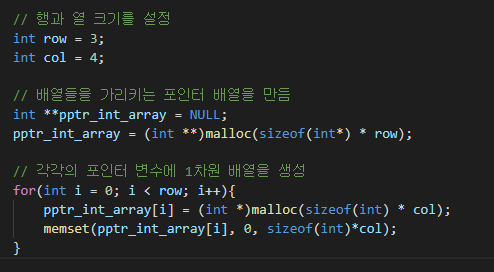 // 행과 열 크기를 설정
int row = 3;
int col = 4;
// 배열들을 가리키는 포인터 배열을 만듬
int **pptr_int_array = NULL;
pptr_int_array = (int **)malloc(sizeof(int*) * row);
// 각각의 포인터 변수에 1차원 배열을 생성
for(int i = 0; i < row; i++){
    pptr_int_array[i] = (int *)malloc(sizeof(int) * col);
    memset(pptr_int_array[i], 0, sizeof(int)*col);
}